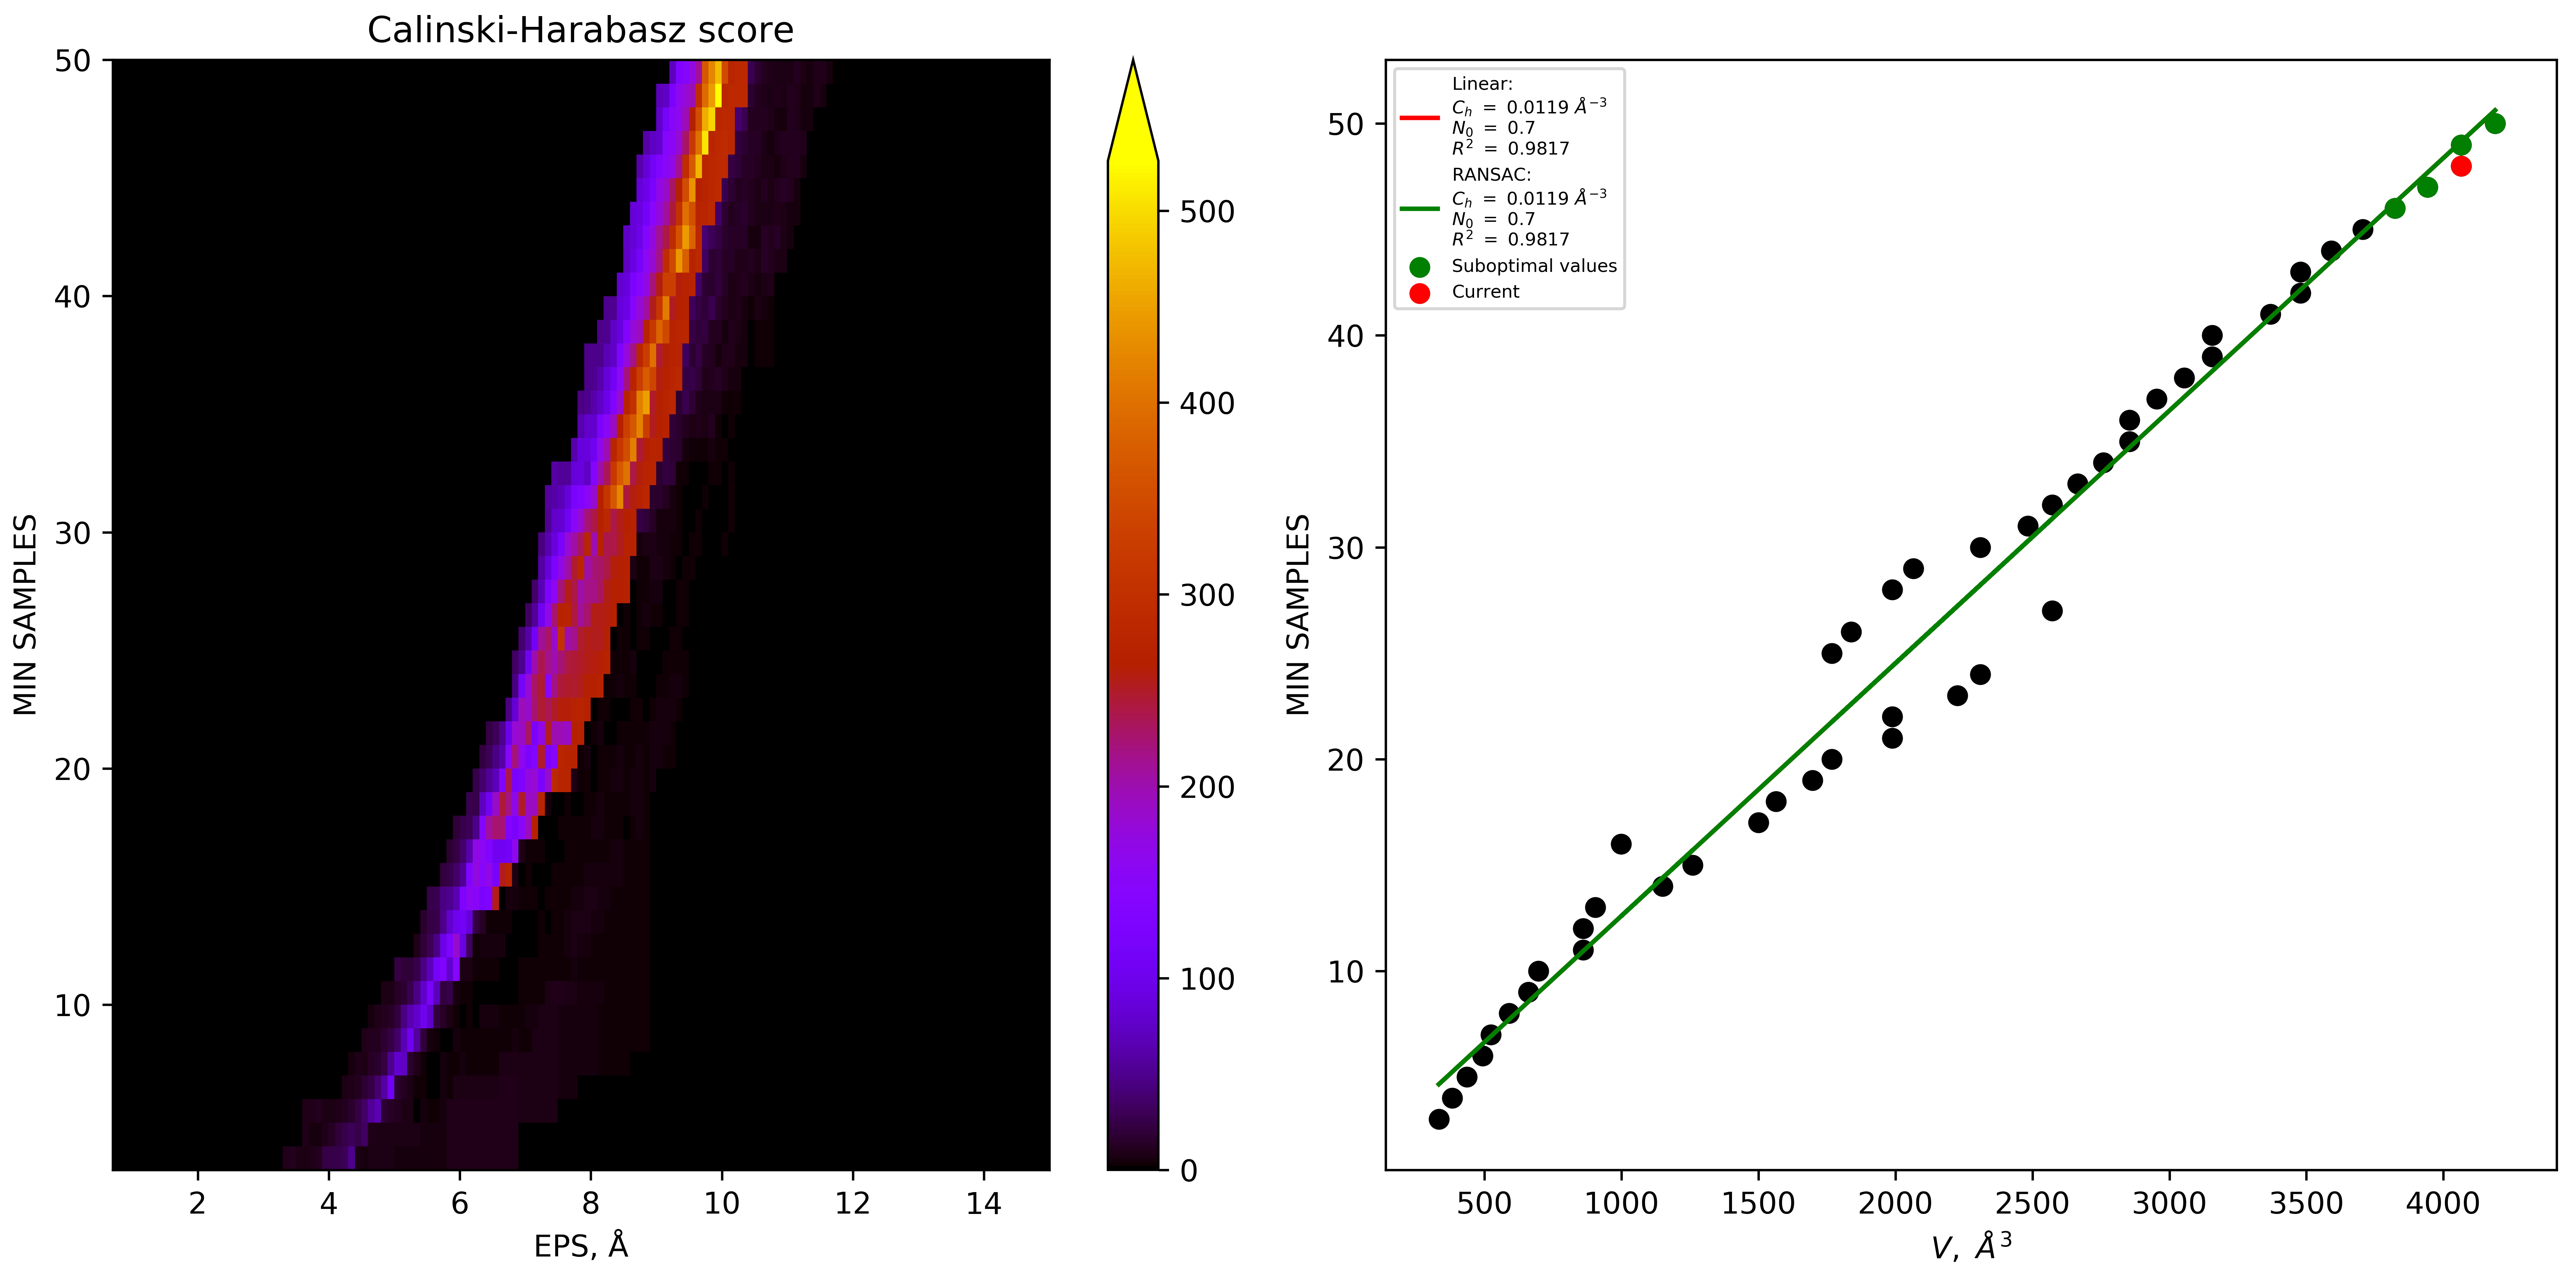 Calinski-Harabasz score
50
40
30
20
10
MIN SAMPLES
2 4 6 8 10 12 14
EPS, Å
500
400
300
200
100
0
Linear:
C_h = 0.0119 Å^{-3}
N_0 = 0.7
R^2 = 0.9817
RANSAC:
C_h = 0.0119 Å^{-3}
N_0 = 0.7
R^2 = 0.9817
Suboptimal values
Current
50
40
30
20
10
MIN SAMPLES
500 1000 1500 2000 2500 3000 3500 4000
V, Å^3